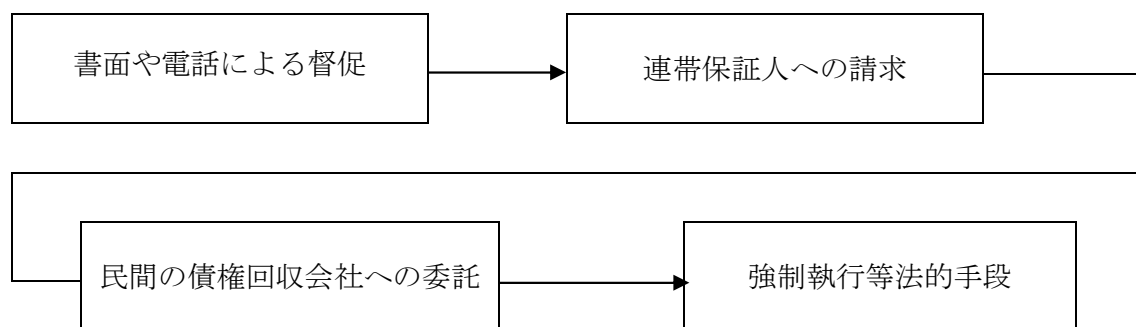 書面や電話による督促
連帯保証人への請求
民間の債権回収会社への委託
強制執行等法的手段